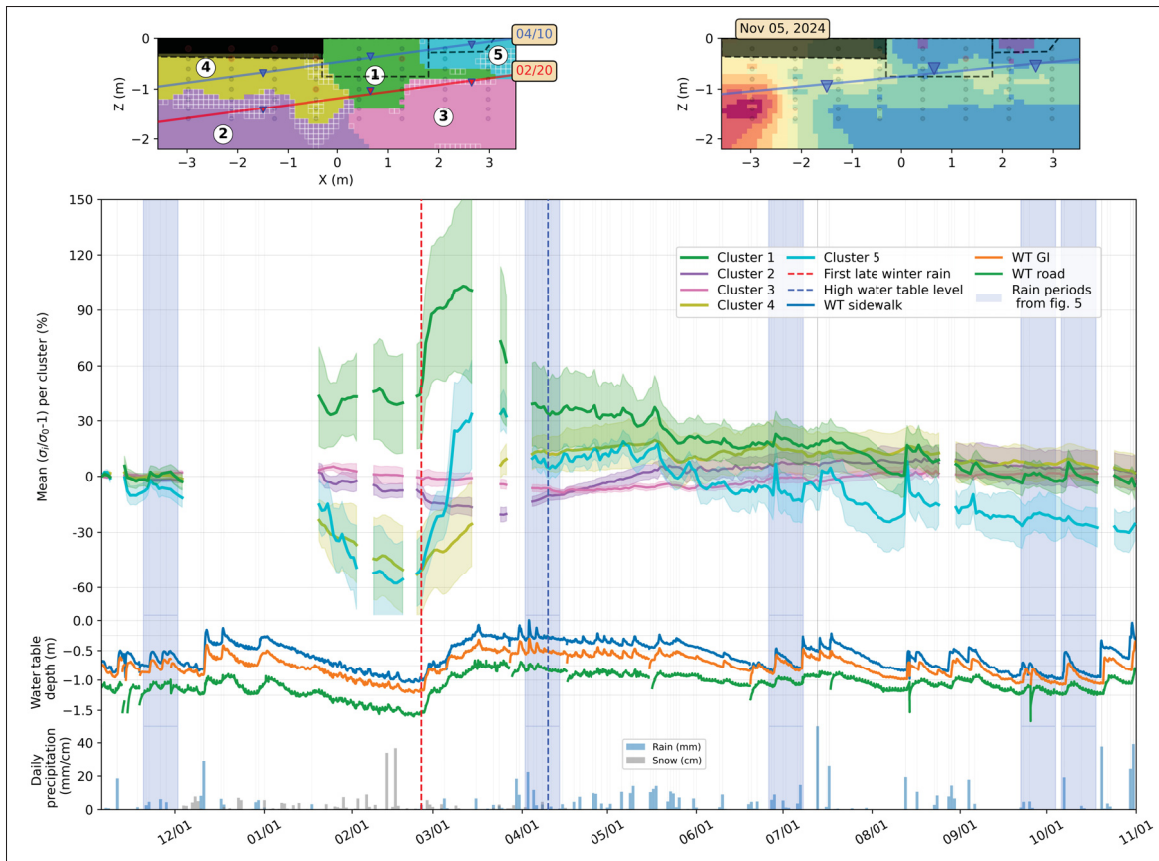 04/10
Nov 05, 2024
02/20
0
−1
−2
Z (m)
4
1
5
2
3
−3
−2
−1
0
1
2
3
X (m)
0
−1
−2
Z (m)
−3
−2
−1
0
1
2
3
Mean (σi/σ0-1) per cluster (%)
150
120
90
60
30
0
-30
-60
Cluster 1
Cluster 2
Cluster 3
Cluster 4
Cluster 5
First late winter rain
High water table level
WT sidewalk
WT GI
WT road
Rain periods
from fig. 5
Water table
depth (m)
0.0
−0.5
−1.0
−1.5
Daily
precipitation
(mm/cm)
40
20
0
Rain (mm)
Snow (cm)
12/01
01/01
02/01
03/01
04/01
05/01
06/01
07/01
08/01
09/01
10/01
11/01